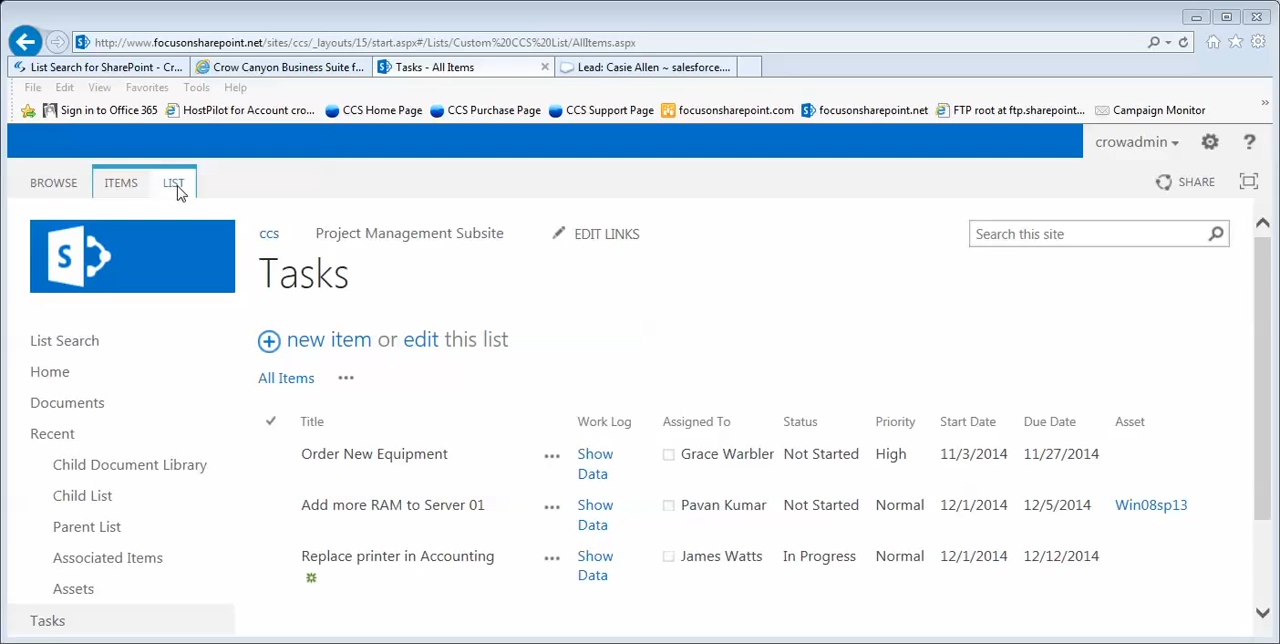 http://www.focusonsharepoint.net/sites/ccs/_layouts/15/start.aspx#/Lists/Custom%20CCS%20List/AllItems.aspx
List Search for SharePoint - Cr... Crow Canyon Business Suite f... Tasks - All Items Lead: Casie Allen ~ salesforce....
File Edit View Favorites Tools Help
Sign in to Office 365 HostPilot for Account cro... CCS Home Page CCS Purchase Page CCS Support Page focusonsharepoint.com focusonsharepoint.net FTP root at ftp.sharepoint... Campaign Monitor
crowadmin
BROWSE ITEMS LIST SHARE
ccs Project Management Subsite EDIT LINKS Search this site
Tasks
new item or edit this list
All Items
List Search
Home
Documents
Recent
Child Document Library
Child List
Parent List
Associated Items
Assets
Tasks
Title Work Log Assigned To Status Priority Start Date Due Date Asset
Order New Equipment Show Data Grace Warbler Not Started High 11/3/2014 11/27/2014
Add more RAM to Server 01 Show Data Pavan Kumar Not Started Normal 12/1/2014 12/5/2014 Win08sp13
Replace printer in Accounting Show Data James Watts In Progress Normal 12/1/2014 12/12/2014